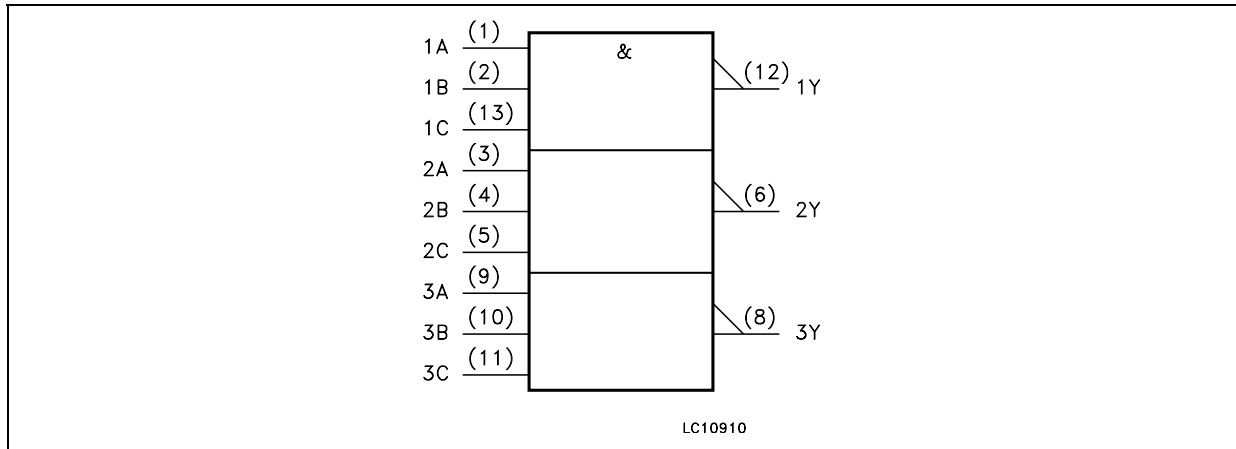 1A (1)
&
1B (2)
(12) 1Y
1C (13)
2A (3)
2B (4)
(6) 2Y
2C (5)
3A (9)
3B (10)
(8) 3Y
3C (11)
LC10910